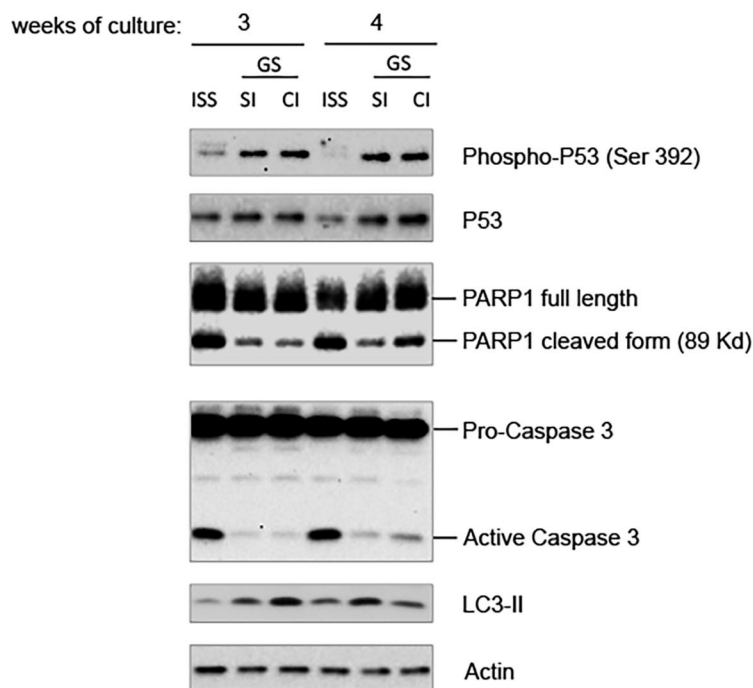 weeks of culture: 3 4
GS GS
ISS SI CI ISS SI CI
Phospho-P53 (Ser 392)
P53
PARP1 full length
PARP1 cleaved form (89 Kd)
Pro-Caspase 3
Active Caspase 3
LC3-II
Actin